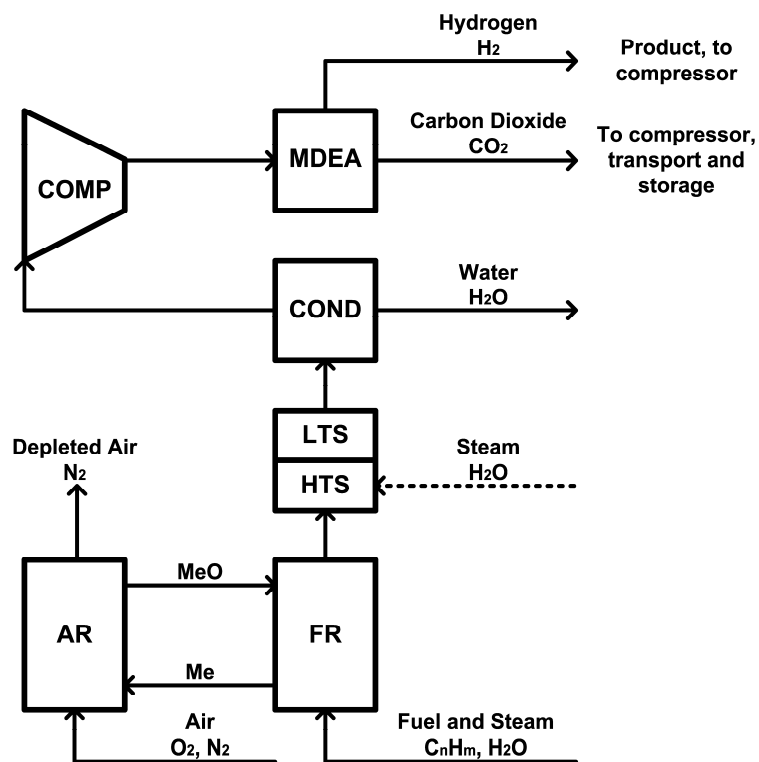 Hydrogen
H2
Product, to
compressor
Carbon Dioxide
CO2
To compressor,
transport and
storage
MDEA
COMP
Water
H2O
COND
LTS
Depleted Air
N2
Steam
H2O
HTS
MeO
AR
FR
Me
Air
O2, N2
Fuel and Steam
CnHm, H2O